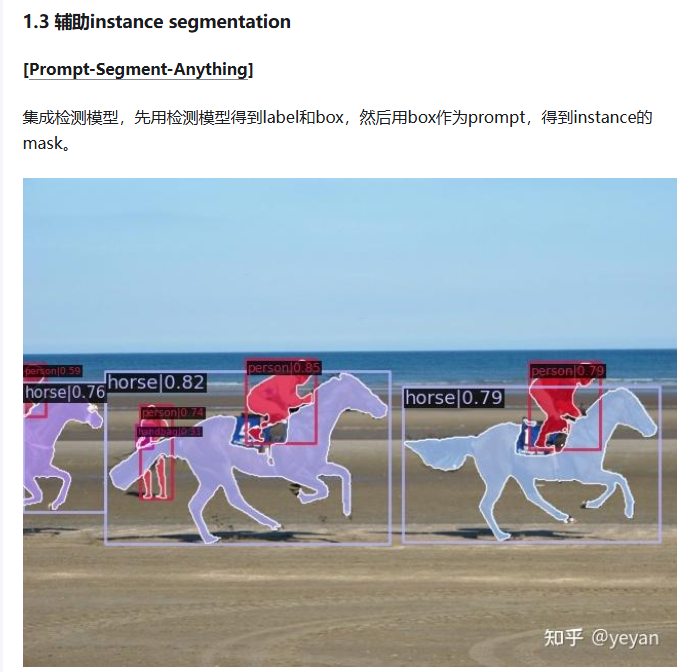 1.3 辅助instance segmentation
[Prompt-Segment-Anything]
集成检测模型，先用检测模型得到label和box，然后用box作为prompt，得到instance的
mask。
person|0.59
horse|0.76
horse|0.82
person|0.74
handbag|0.31
person|0.85
person|0.79
horse|0.79
知乎 @yeyan